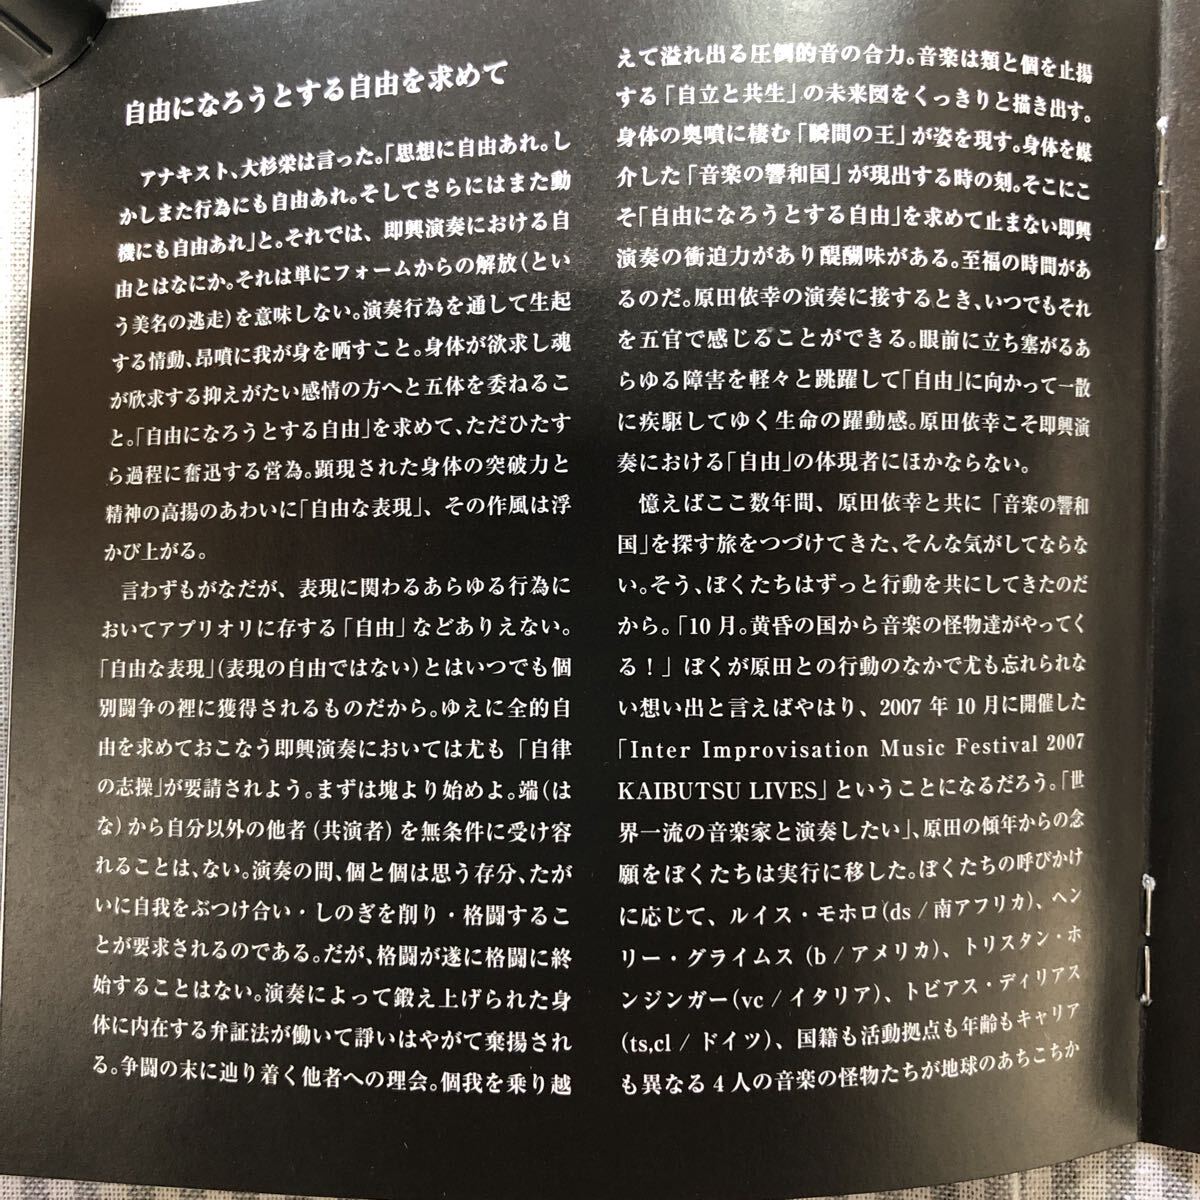 自由になろうとする自由を求めて
アナキスト、大杉栄は言った。「思想に自由あれ。し
かしまた行為にも自由あれ。そしてさらにはまた動
機にも自由あれ」と。それでは、即興演奏における自
由とはなにか。それは単にフォームからの解放(とい
う美名の逃走)を意味しない。演奏行為を通して生起
する情動、昂噴に我が身を晒すこと。身体が欲求し魂
が欣求する抑えがたい感情の方へと五体を委ねるこ
と。「自由になろうとする自由」を求めて、ただひたす
ら過程に奮迅する営為。顕現された身体の突破力と
精神の高揚のあわいに「自由な表現」、その作風は浮
かび上がる。
言わずもがなだが、表現に関わるあらゆる行為に
おいてアプリオリに存する「自由」などありえない。
「自由な表現」(表現の自由ではない)とはいつでも個
別闘争の裡に獲得されるものだから。ゆえに全的自
由を求めておこなう即興演奏においては尤も「自律
の志操」が要請されよう。まずは塊より始めよ。端(は
な)から自分以外の他者(共演者)を無条件に受け容
れることは、ない。演奏の間、個と個は思う存分、たが
いに自我をぶつけ合い・しのぎを削り・格闘するこ
とが要求されるのである。だが、格闘が遂に格闘に終
始することはない。演奏によって鍛え上げられた身
体に内在する弁証法が働いて諍いはやがて棄揚され
る。争闘の末に辿り着く他者への理会。個我を乗り越
えて溢れ出る圧倒的音の合力。音楽は類と個を止揚
する「自立と共生」の未来図をくっきりと描き出す。
身体の奥噴に棲む「瞬間の王」が姿を現す。身体を媒
介した「音楽の響和国」が現出する時の刻。そこにこ
そ「自由になろうとする自由」を求めて止まない即興
演奏の衝迫力があり醍醐味がある。至福の時間があ
るのだ。原田依幸の演奏に接するとき、いつでもそれ
を五官で感じることができる。眼前に立ち塞がるあ
らゆる障害を軽々と跳躍して「自由」に向かって一散
に疾駆してゆく生命の躍動感。原田依幸こそ即興演
奏における「自由」の体現者にほかならない。
憶えばここ数年間、原田依幸と共に「音楽の響和
国」を探す旅をつづけてきた、そんな気がしてならな
い。そう、ぼくたちはずっと行動を共にしてきたのだ
から。「10月。黄昏の国から音楽の怪物達がやってく
る！」ぼくが原田との行動のなかで尤も忘れられな
い想い出と言えばやはり、2007年10月に開催した
「Inter Improvisation Music Festival 2007
KAIBUTSU LIVES」ということになるだろう。「世
界一流の音楽家と演奏したい」、原田の傾年からの念
願をぼくたちは実行に移した。ぼくたちの呼びかけ
に応じて、ルイス・モホロ(ds / 南アフリカ)、ヘン
リー・グライムス (b / アメリカ)、トリスタン・ホ
ンジンガー(vc / イタリア)、トビアス・ディリアス
(ts,cl / ドイツ)、国籍も活動拠点も年齢もキャリア
も異なる4人の音楽の怪物たちが地球のあちこちか